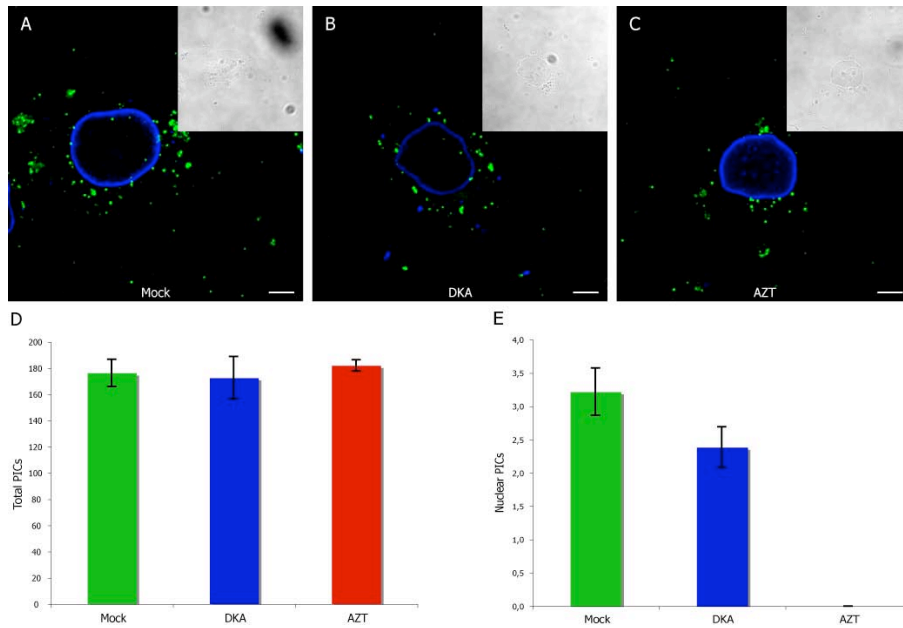 A
B
C
Mock
DKA
AZT
D
E
Total PICs
200
180
160
140
120
100
80
60
40
20
0
Mock
DKA
AZT
Nuclear PICs
4,0
3,5
3,0
2,5
2,0
1,5
1,0
0,5
0,0
Mock
DKA
AZT